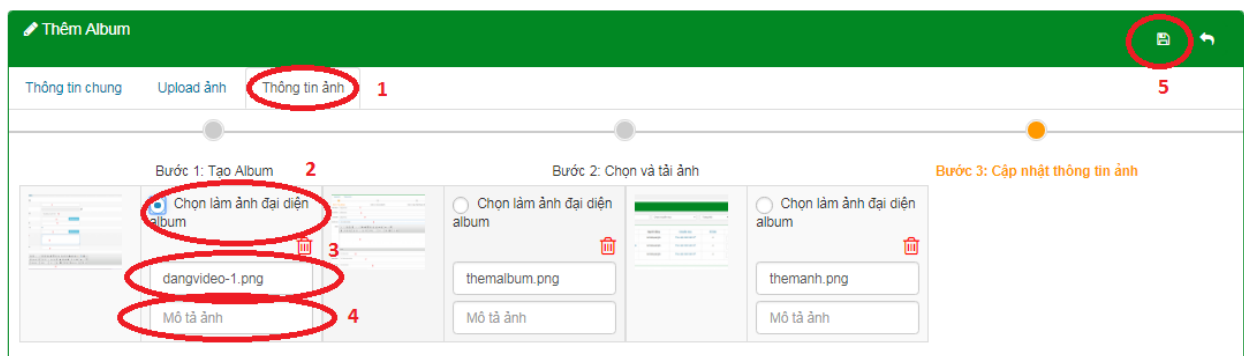 Thêm Album
5
Thông tin chung Upload ảnh Thông tin ảnh 1
Bước 1: Tạo Album 2 Bước 2: Chọn và tải ảnh Bước 3: Cập nhật thông tin ảnh
Chọn làm ảnh đại diện
album
Chọn làm ảnh đại diện
album
Chọn làm ảnh đại diện
album
3
dangvideo-1.png themalbum.png themanh.png
Mô tả ảnh 4 Mô tả ảnh Mô tả ảnh